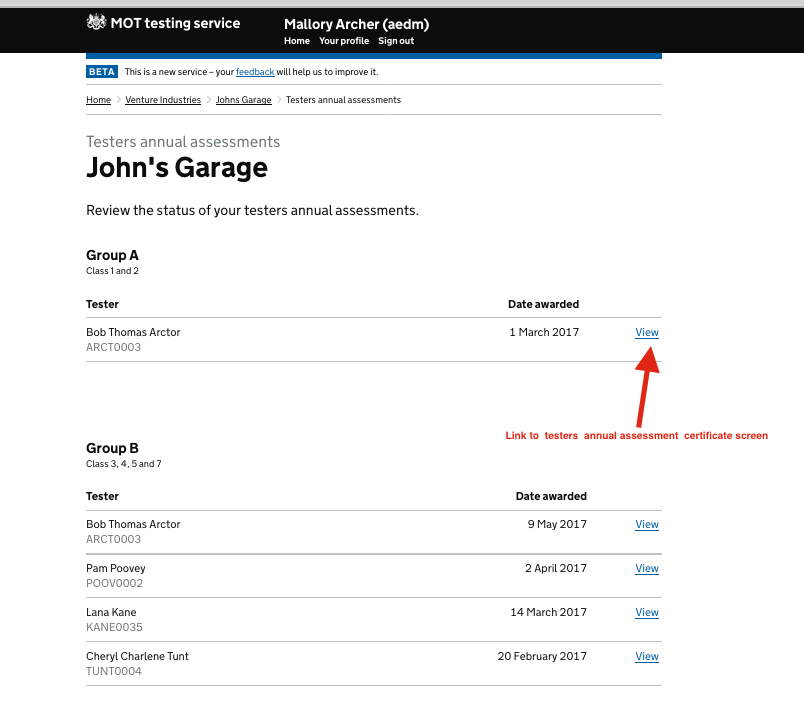 MOT testing service
Mallory Archer (aedm)
Home Your profile Sign out
BETA This is a new service – your feedback will help us to improve it.
Home > Venture Industries > Johns Garage > Testers annual assessments
Testers annual assessments
John's Garage
Review the status of your testers annual assessments.
Group A
Class 1 and 2
Tester Date awarded
Bob Thomas Arctor 1 March 2017 View
ARCT0003
Link to testers annual assessment certificate screen
Group B
Class 3, 4, 5 and 7
Tester Date awarded
Bob Thomas Arctor 9 May 2017 View
ARCT0003
Pam Poovey 2 April 2017 View
POOV0002
Lana Kane 14 March 2017 View
KANE0035
Cheryl Charlene Tunt 20 February 2017 View
TUNT0004